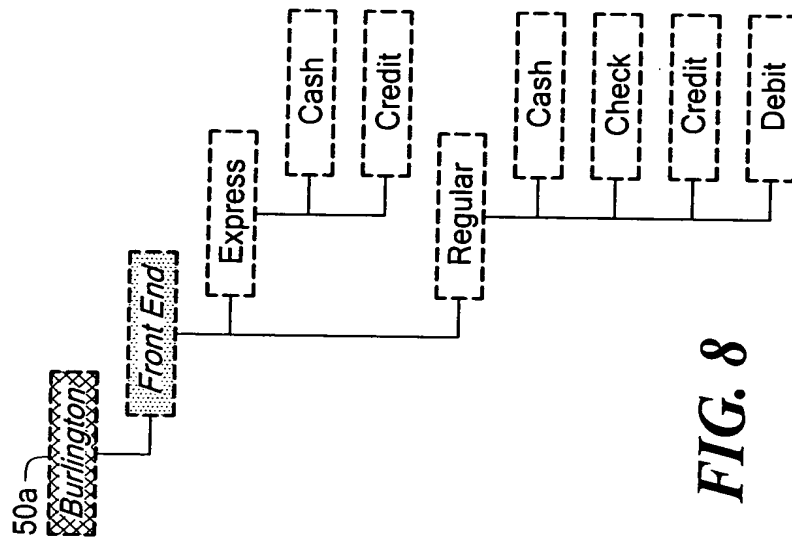 50a
Burlington
Front End
Express
Cash
Credit
Regular
Cash
Check
Credit
Debit
FIG. 8